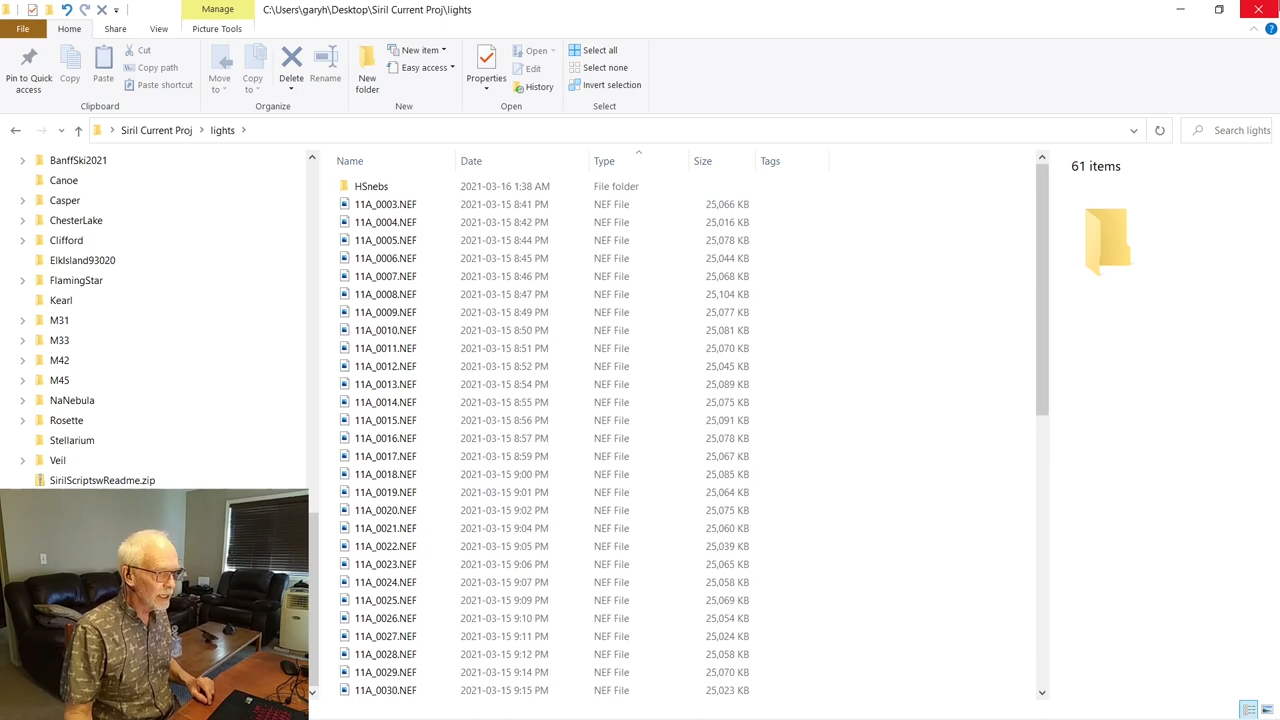 Manage
C:\Users\garyh\Desktop\Siril Current Proj\lights
File
Home
Share
View
Picture Tools
Pin to Quick
access
Copy
Paste
Cut
Copy path
Paste shortcut
Clipboard
Move
to
Copy
to
Delete
Rename
Organize
New
folder
New item
Easy access
New
Properties
Open
Edit
History
Open
Select all
Select none
Invert selection
Select
Siril Current Proj
lights
Search lights
BanffSki2021
Canoe
Casper
ChesterLake
Clifford
ElkIsland93020
FlamingStar
Kearl
M31
M33
M42
M45
NaNebula
Rosette
Stellarium
Veil
SirilScriptswReadme.zip
Name Date Type Size Tags
HSnebs 2021-03-16 1:38 AM File folder
11A_0003.NEF 2021-03-15 8:41 PM NEF File 25,066 KB
11A_0004.NEF 2021-03-15 8:42 PM NEF File 25,016 KB
11A_0005.NEF 2021-03-15 8:44 PM NEF File 25,078 KB
11A_0006.NEF 2021-03-15 8:45 PM NEF File 25,044 KB
11A_0007.NEF 2021-03-15 8:46 PM NEF File 25,068 KB
11A_0008.NEF 2021-03-15 8:47 PM NEF File 25,104 KB
11A_0009.NEF 2021-03-15 8:49 PM NEF File 25,077 KB
11A_0010.NEF 2021-03-15 8:50 PM NEF File 25,081 KB
11A_0011.NEF 2021-03-15 8:51 PM NEF File 25,070 KB
11A_0012.NEF 2021-03-15 8:52 PM NEF File 25,045 KB
11A_0013.NEF 2021-03-15 8:54 PM NEF File 25,089 KB
11A_0014.NEF 2021-03-15 8:55 PM NEF File 25,075 KB
11A_0015.NEF 2021-03-15 8:56 PM NEF File 25,091 KB
11A_0016.NEF 2021-03-15 8:57 PM NEF File 25,078 KB
11A_0017.NEF 2021-03-15 8:59 PM NEF File 25,067 KB
11A_0018.NEF 2021-03-15 9:00 PM NEF File 25,085 KB
11A_0019.NEF 2021-03-15 9:01 PM NEF File 25,064 KB
11A_0020.NEF 2021-03-15 9:02 PM NEF File 25,075 KB
11A_0021.NEF 2021-03-15 9:04 PM NEF File 25,060 KB
11A_0022.NEF 2021-03-15 9:05 PM NEF File 25,039 KB
11A_0023.NEF 2021-03-15 9:06 PM NEF File 25,065 KB
11A_0024.NEF 2021-03-15 9:07 PM NEF File 25,058 KB
11A_0025.NEF 2021-03-15 9:09 PM NEF File 25,069 KB
11A_0026.NEF 2021-03-15 9:10 PM NEF File 25,054 KB
11A_0027.NEF 2021-03-15 9:11 PM NEF File 25,024 KB
11A_0028.NEF 2021-03-15 9:12 PM NEF File 25,058 KB
11A_0029.NEF 2021-03-15 9:14 PM NEF File 25,070 KB
11A_0030.NEF 2021-03-15 9:15 PM NEF File 25,023 KB
61 items